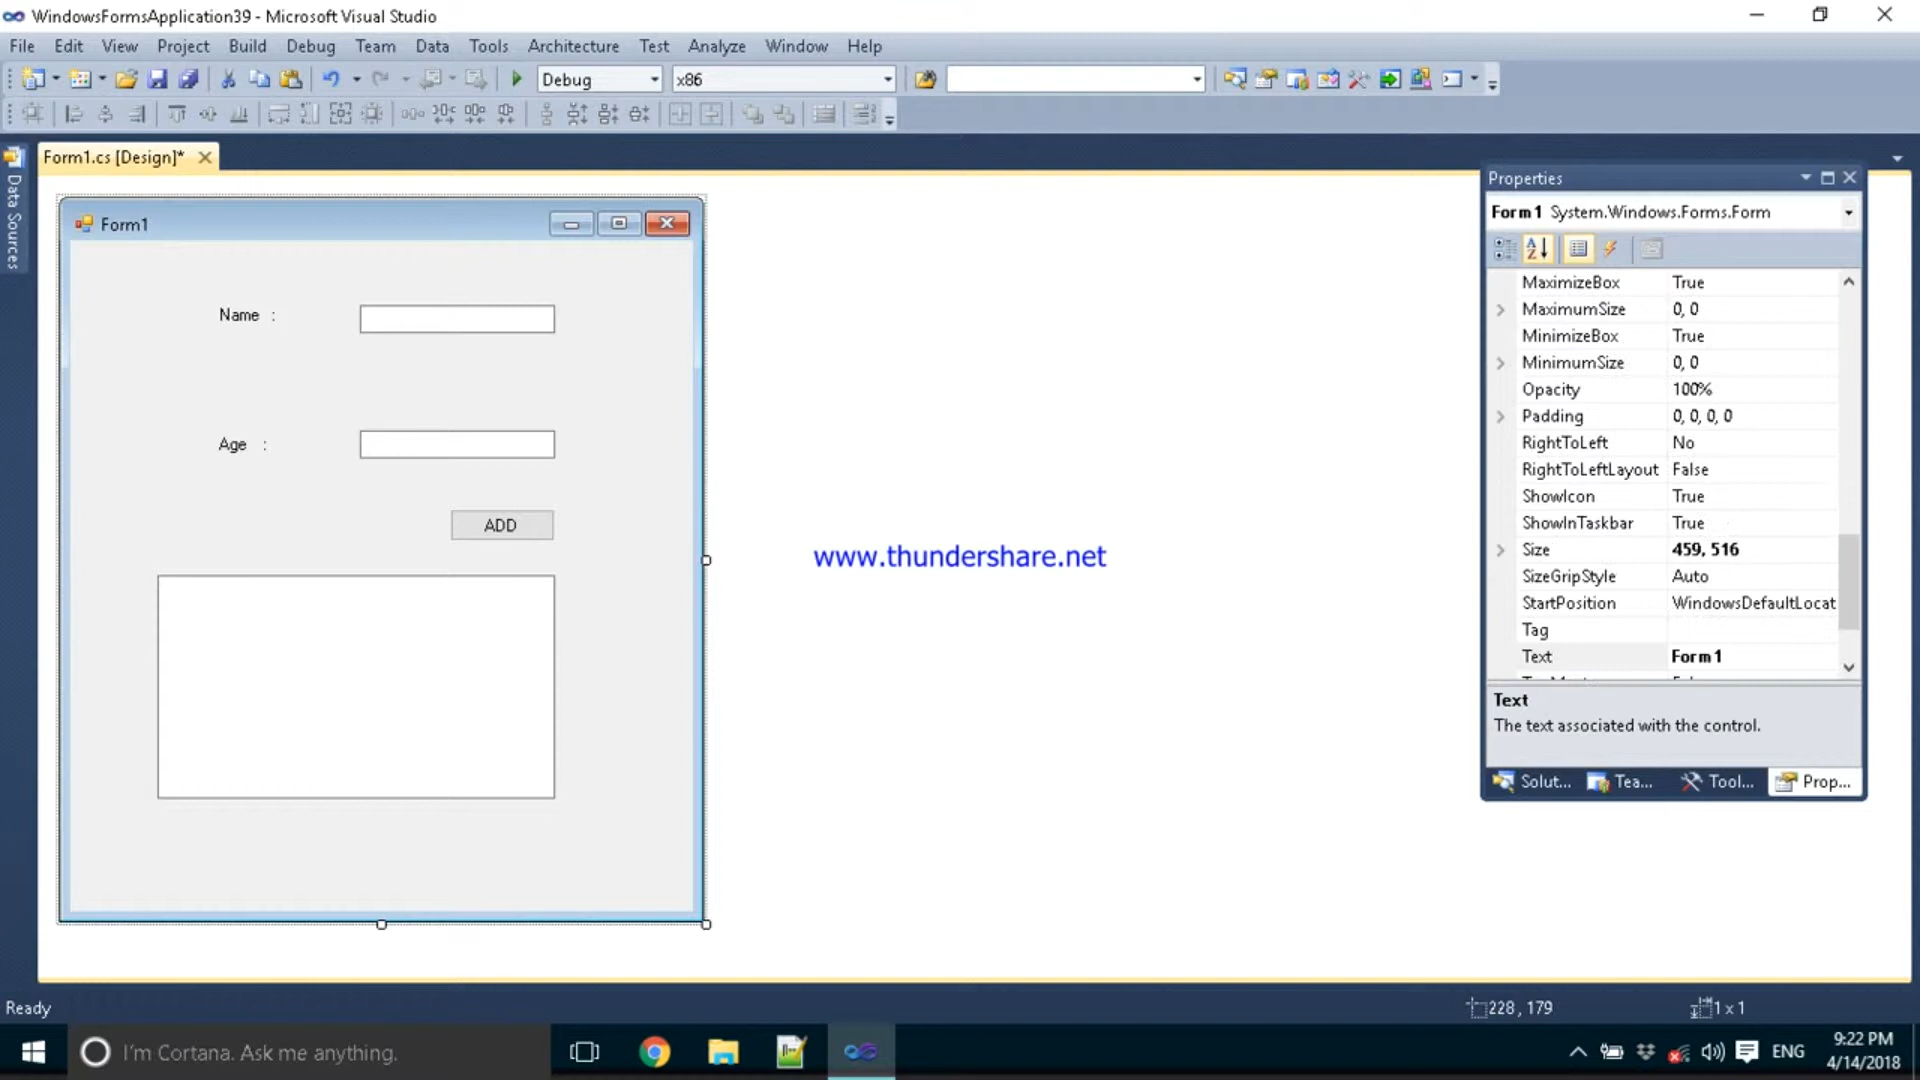 WindowsFormsApplication39 - Microsoft Visual Studio
File Edit View Project Build Debug Team Data Tools Architecture Test Analyze Window Help
Debug x86
Data Sources
Form1.cs [Design]*
Form1
Name :
Age :
ADD
www.thundershare.net
Properties
Form1 System.Windows.Forms.Form
MaximizeBox True
MaximumSize 0, 0
MinimizeBox True
MinimumSize 0, 0
Opacity 100%
Padding 0, 0, 0, 0
RightToLeft No
RightToLeftLayout False
ShowIcon True
ShowInTaskbar True
Size 459, 516
SizeGripStyle Auto
StartPosition WindowsDefaultLocat
Tag
Text Form1
Text
The text associated with the control.
Solut... Tea... Tool... Prop...
Ready 228 , 179 1 x 1
I'm Cortana. Ask me anything.
ENG
9:22 PM
4/14/2018